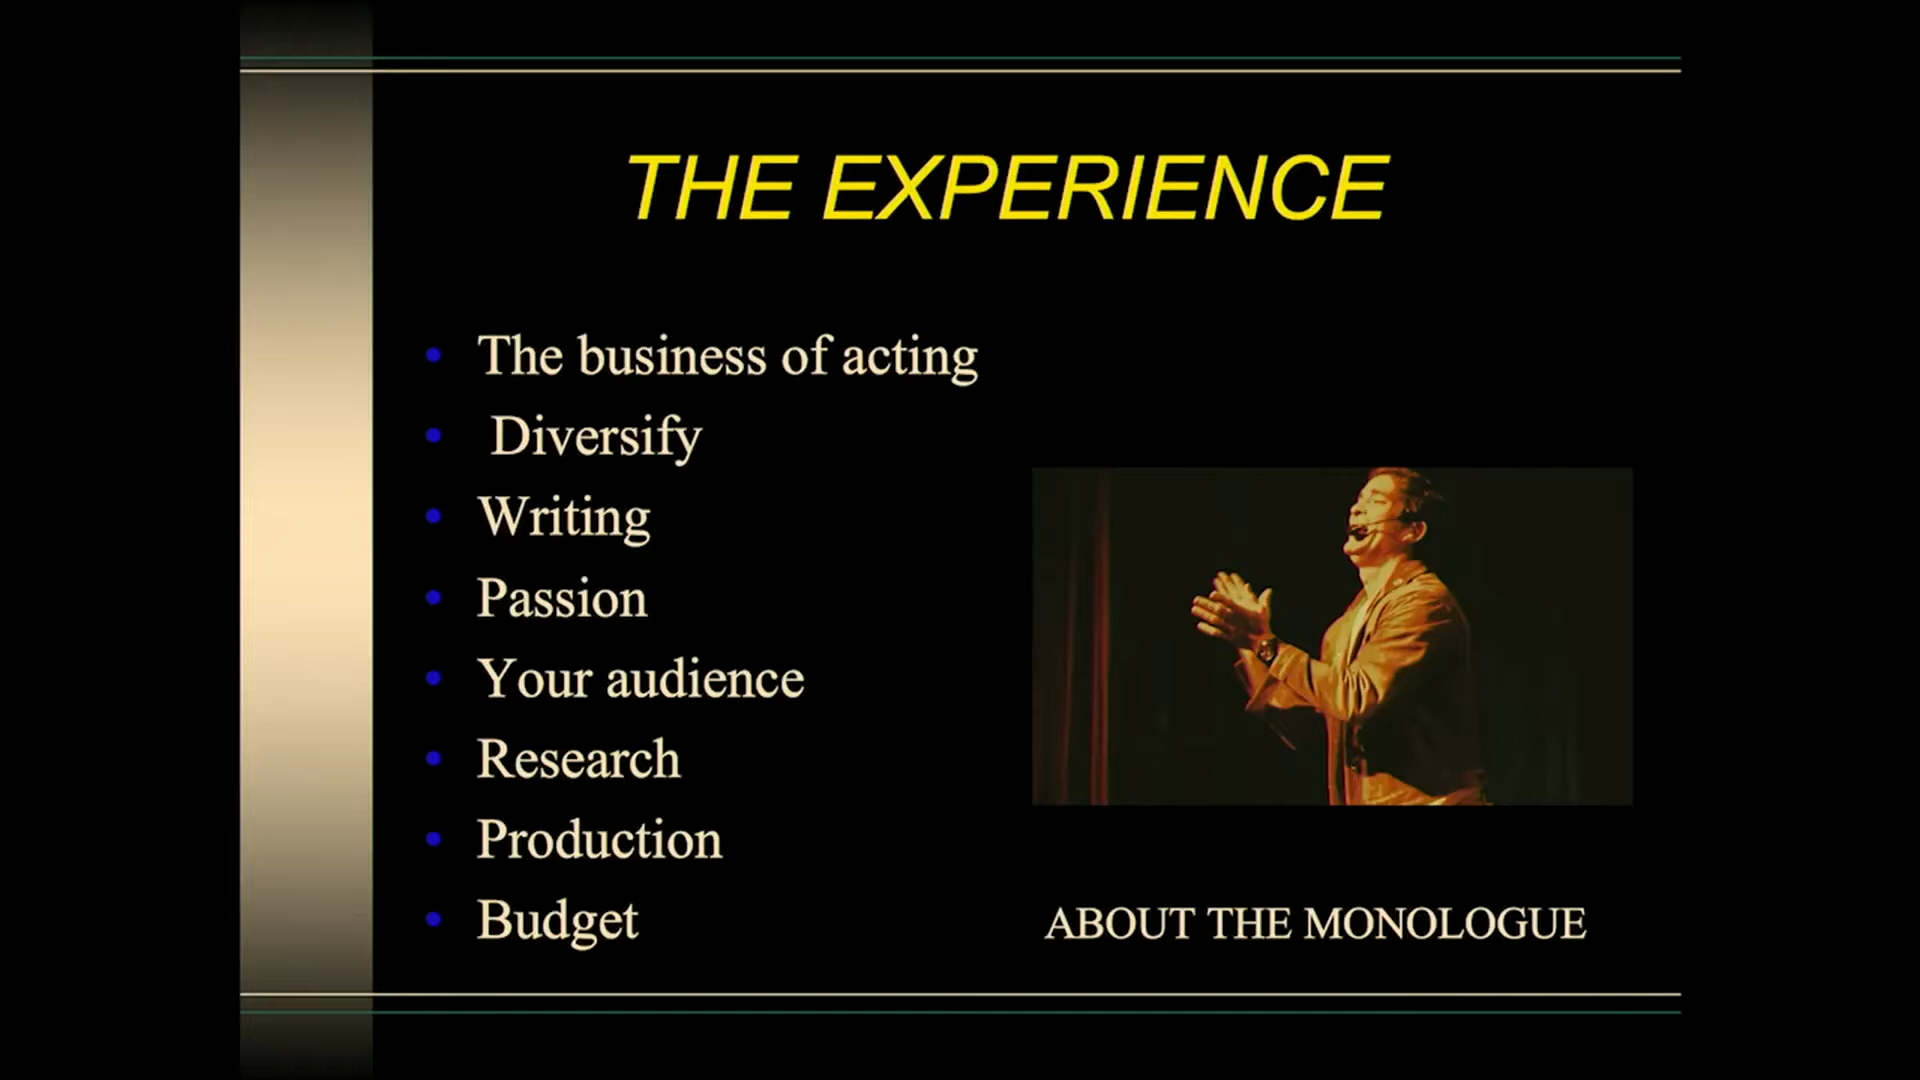 THE EXPERIENCE
• The business of acting
• Diversify
• Writing
• Passion
• Your audience
• Research
• Production
• Budget
ABOUT THE MONOLOGUE